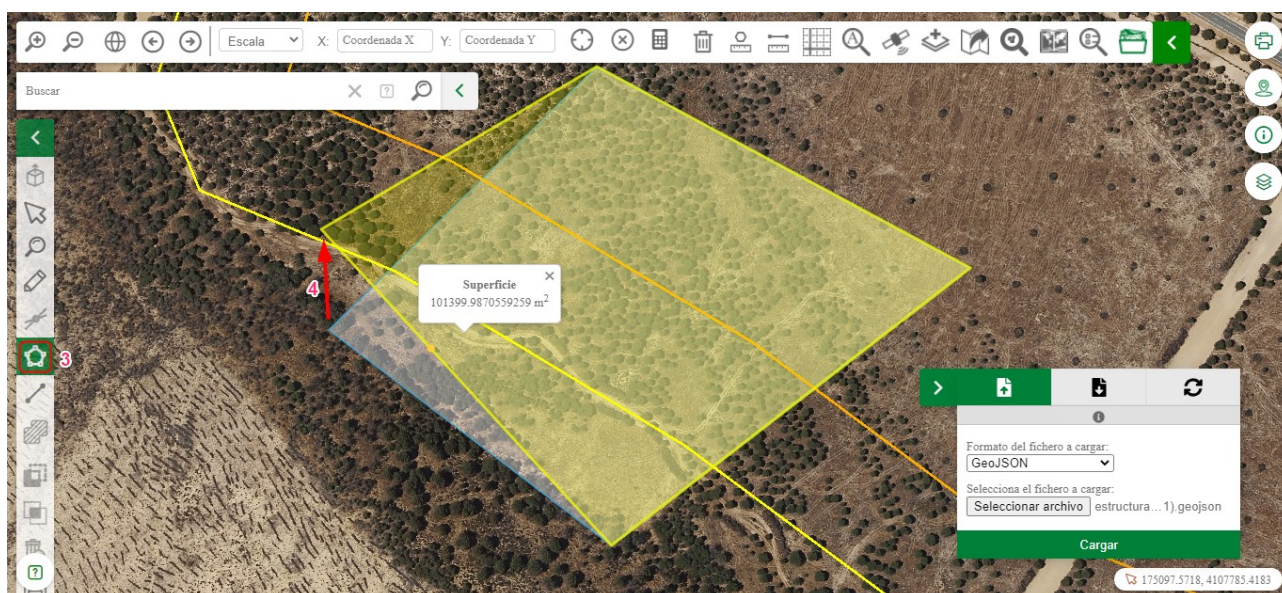 Escala X: Coordenada X Y: Coordenada Y
Buscar
Superficie
101399.9870559259 m²
4
3
Formato del fichero a cargar:
GeoJSON
Selecciona el fichero a cargar:
Seleccionar archivo estructura...1).geojson
Cargar
175097.5718, 4107785.4183